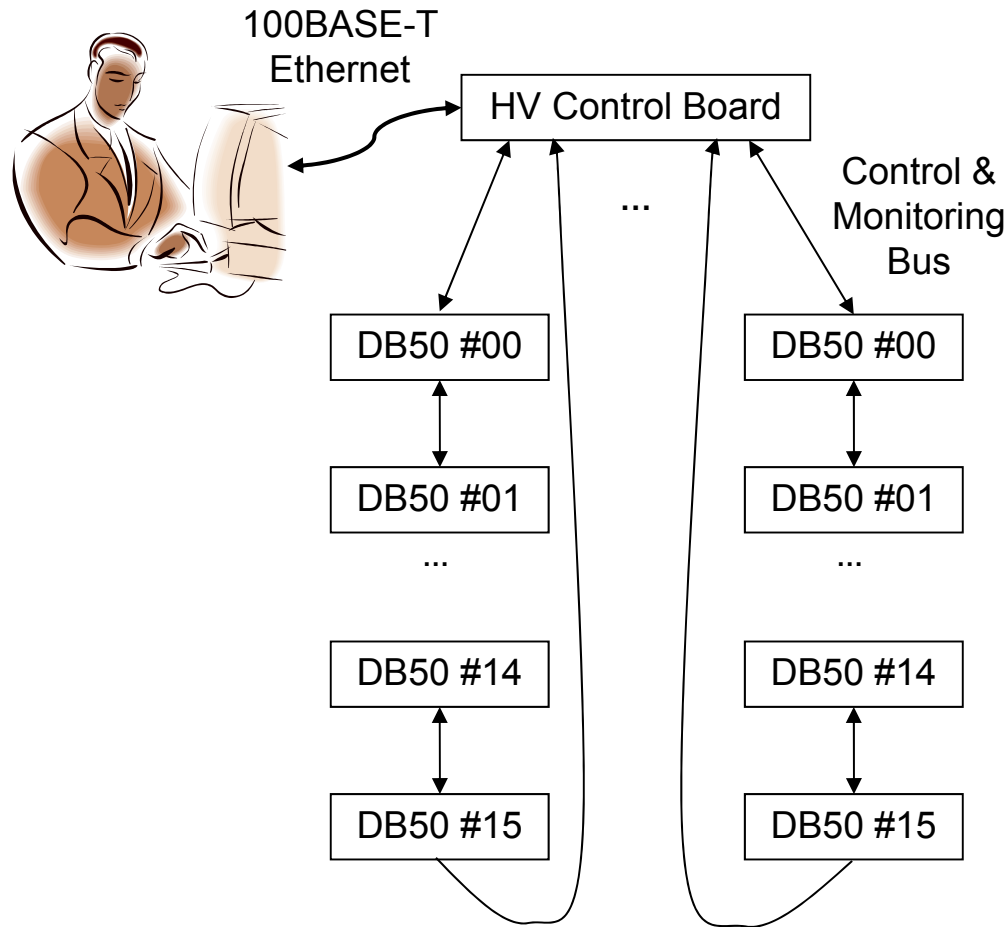 100BASE-T
Ethernet
HV Control Board
...
Control &
Monitoring
Bus
DB50 #00
DB50 #00
DB50 #01
DB50 #01
...
...
DB50 #14
DB50 #14
DB50 #15
DB50 #15